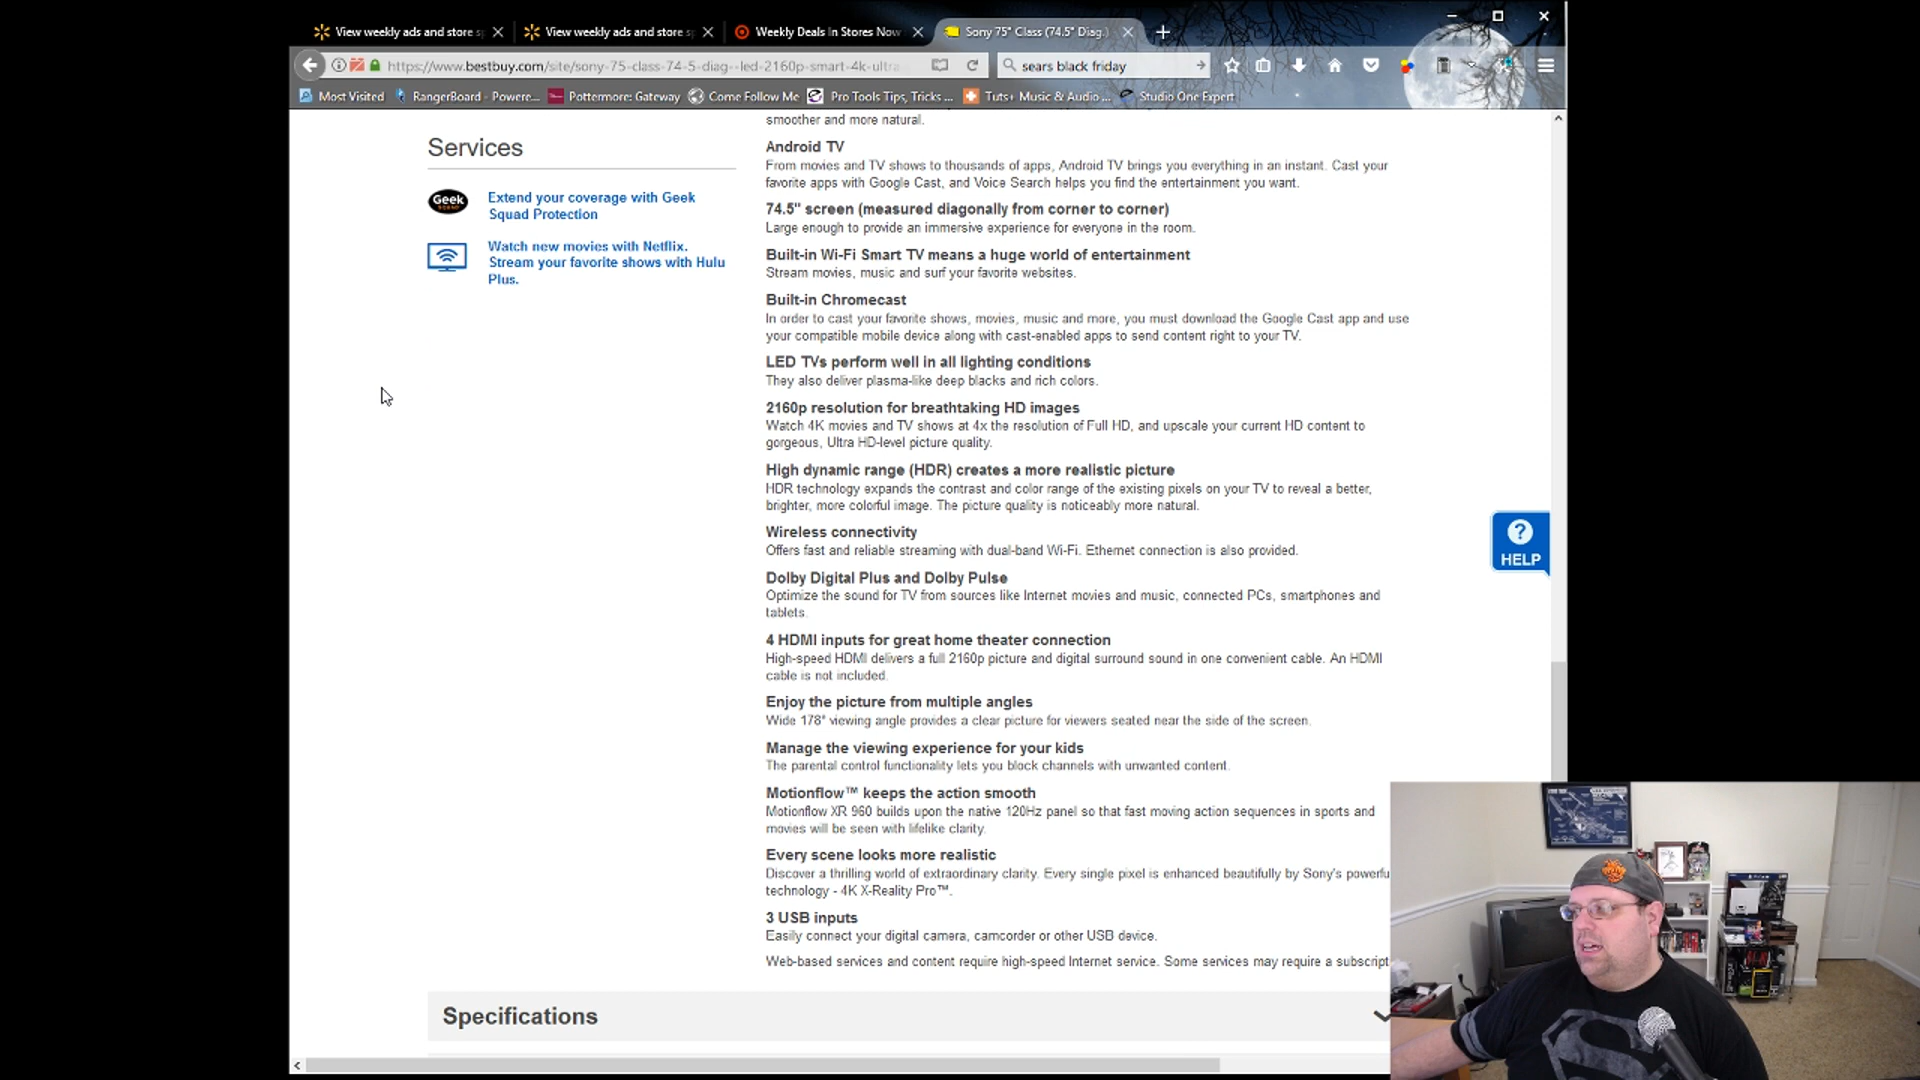 View weekly ads and store s
View weekly ads and store s
Weekly Deals In Stores Now
Sony 75" Class (74.5" Diag.)
https://www.bestbuy.com/site/sony-75-class-74-5-diag--led-2160p-smart-4k-ultra
sears black friday
Most Visited
RangerBoard - Powere...
Pottermore: Gateway
Come Follow Me
Pro Tools Tips, Tricks ...
Tuts+ Music & Audio ...
Studio One Expert
Services
Geek
Extend your coverage with Geek
Squad Protection
Watch new movies with Netflix.
Stream your favorite shows with Hulu
Plus.
smoother and more natural.
Android TV
From movies and TV shows to thousands of apps, Android TV brings you everything in an instant. Cast your
favorite apps with Google Cast, and Voice Search helps you find the entertainment you want.
74.5" screen (measured diagonally from corner to corner)
Large enough to provide an immersive experience for everyone in the room.
Built-in Wi-Fi Smart TV means a huge world of entertainment
Stream movies, music and surf your favorite websites.
Built-in Chromecast
In order to cast your favorite shows, movies, music and more, you must download the Google Cast app and use
your compatible mobile device along with cast-enabled apps to send content right to your TV.
LED TVs perform well in all lighting conditions
They also deliver plasma-like deep blacks and rich colors.
2160p resolution for breathtaking HD images
Watch 4K movies and TV shows at 4x the resolution of Full HD, and upscale your current HD content to
gorgeous, Ultra HD-level picture quality.
High dynamic range (HDR) creates a more realistic picture
HDR technology expands the contrast and color range of the existing pixels on your TV to reveal a better,
brighter, more colorful image. The picture quality is noticeably more natural.
Wireless connectivity
Offers fast and reliable streaming with dual-band Wi-Fi. Ethernet connection is also provided.
Dolby Digital Plus and Dolby Pulse
Optimize the sound for TV from sources like Internet movies and music, connected PCs, smartphones and
tablets.
4 HDMI inputs for great home theater connection
High-speed HDMI delivers a full 2160p picture and digital surround sound in one convenient cable. An HDMI
cable is not included.
Enjoy the picture from multiple angles
Wide 178° viewing angle provides a clear picture for viewers seated near the side of the screen.
Manage the viewing experience for your kids
The parental control functionality lets you block channels with unwanted content.
Motionflow™ keeps the action smooth
Motionflow XR 960 builds upon the native 120Hz panel so that fast moving action sequences in sports and
movies will be seen with lifelike clarity.
Every scene looks more realistic
Discover a thrilling world of extraordinary clarity. Every single pixel is enhanced beautifully by Sony's powerfu
technology - 4K X-Reality Pro™.
3 USB inputs
Easily connect your digital camera, camcorder or other USB device.
Web-based services and content require high-speed Internet service. Some services may require a subscript
?
HELP
Specifications